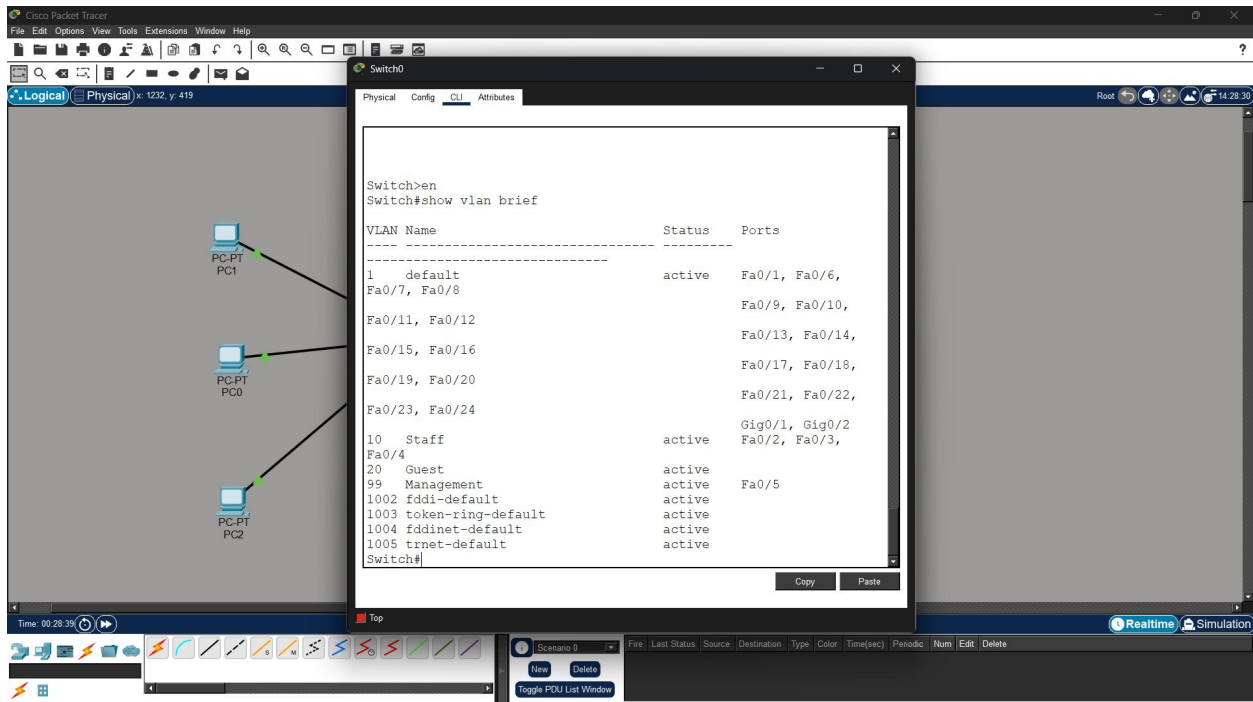 Cisco Packet Tracer
File Edit Options View Tools Extensions Window Help
?
Logical Physical x: 1232, y: 419
Root 14:28:30
Switch0
Physical Config CLI Attributes
Switch>en
Switch#show vlan brief
VLAN Name Status Ports
---- -------------------------------- ---------
-------------------------------
1 default active Fa0/1, Fa0/6,
Fa0/7, Fa0/8
Fa0/9, Fa0/10,
Fa0/11, Fa0/12
Fa0/13, Fa0/14,
Fa0/15, Fa0/16
Fa0/17, Fa0/18,
Fa0/19, Fa0/20
Fa0/21, Fa0/22,
Fa0/23, Fa0/24
Gig0/1, Gig0/2
10 Staff active Fa0/2, Fa0/3,
Fa0/4
20 Guest active
99 Management active Fa0/5
1002 fddi-default active
1003 token-ring-default active
1004 fddinet-default active
1005 trnet-default active
Switch#
Copy Paste
Top
PC-PT
PC1
PC-PT
PC0
PC-PT
PC2
Time: 00:28:39
Realtime Simulation
Scenario 0
Fire Last Status Source Destination Type Color Time(sec) Periodic Num Edit Delete
New Delete
Toggle PDU List Window